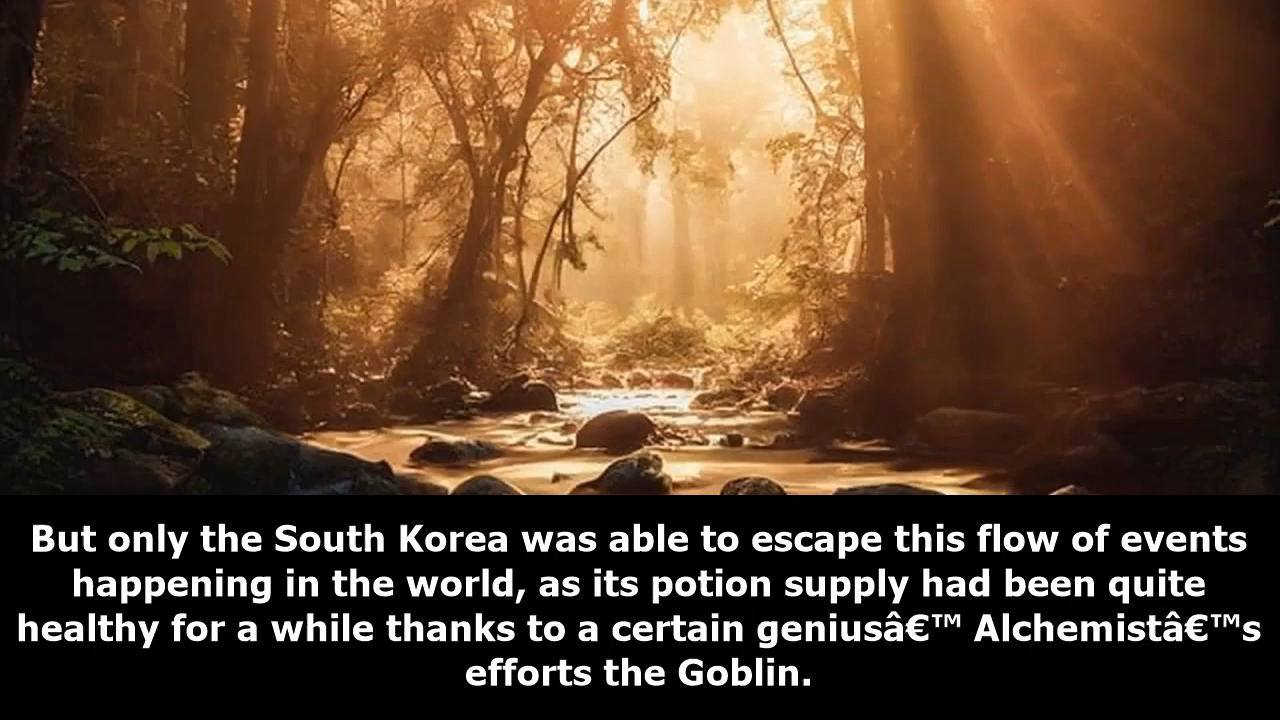 But only the South Korea was able to escape this flow of events
happening in the world, as its potion supply had been quite
healthy for a while thanks to a certain geniusâ€™ Alchemistâ€™s
efforts the Goblin.